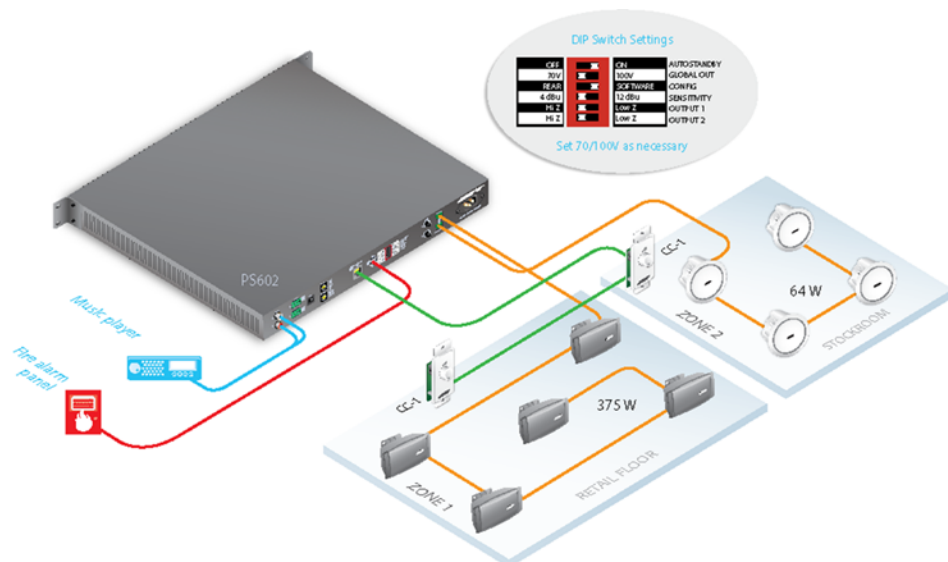 DIP Switch Settings
OFF ON AUTOSTANDBY
70V 100V GLOBAL OUT
REAR SOFTWARE CONFIG
4 dBu 12 dBu SENSITIVITY
Hi Z Low Z OUTPUT 1
Hi Z Low Z OUTPUT 2
Set 70/100V as necessary
PS602
Music player
Fire alarm
panel
CC-1
CC-1
64 W
ZONE 2
STOCKROOM
375 W
ZONE 1
RETAIL FLOOR